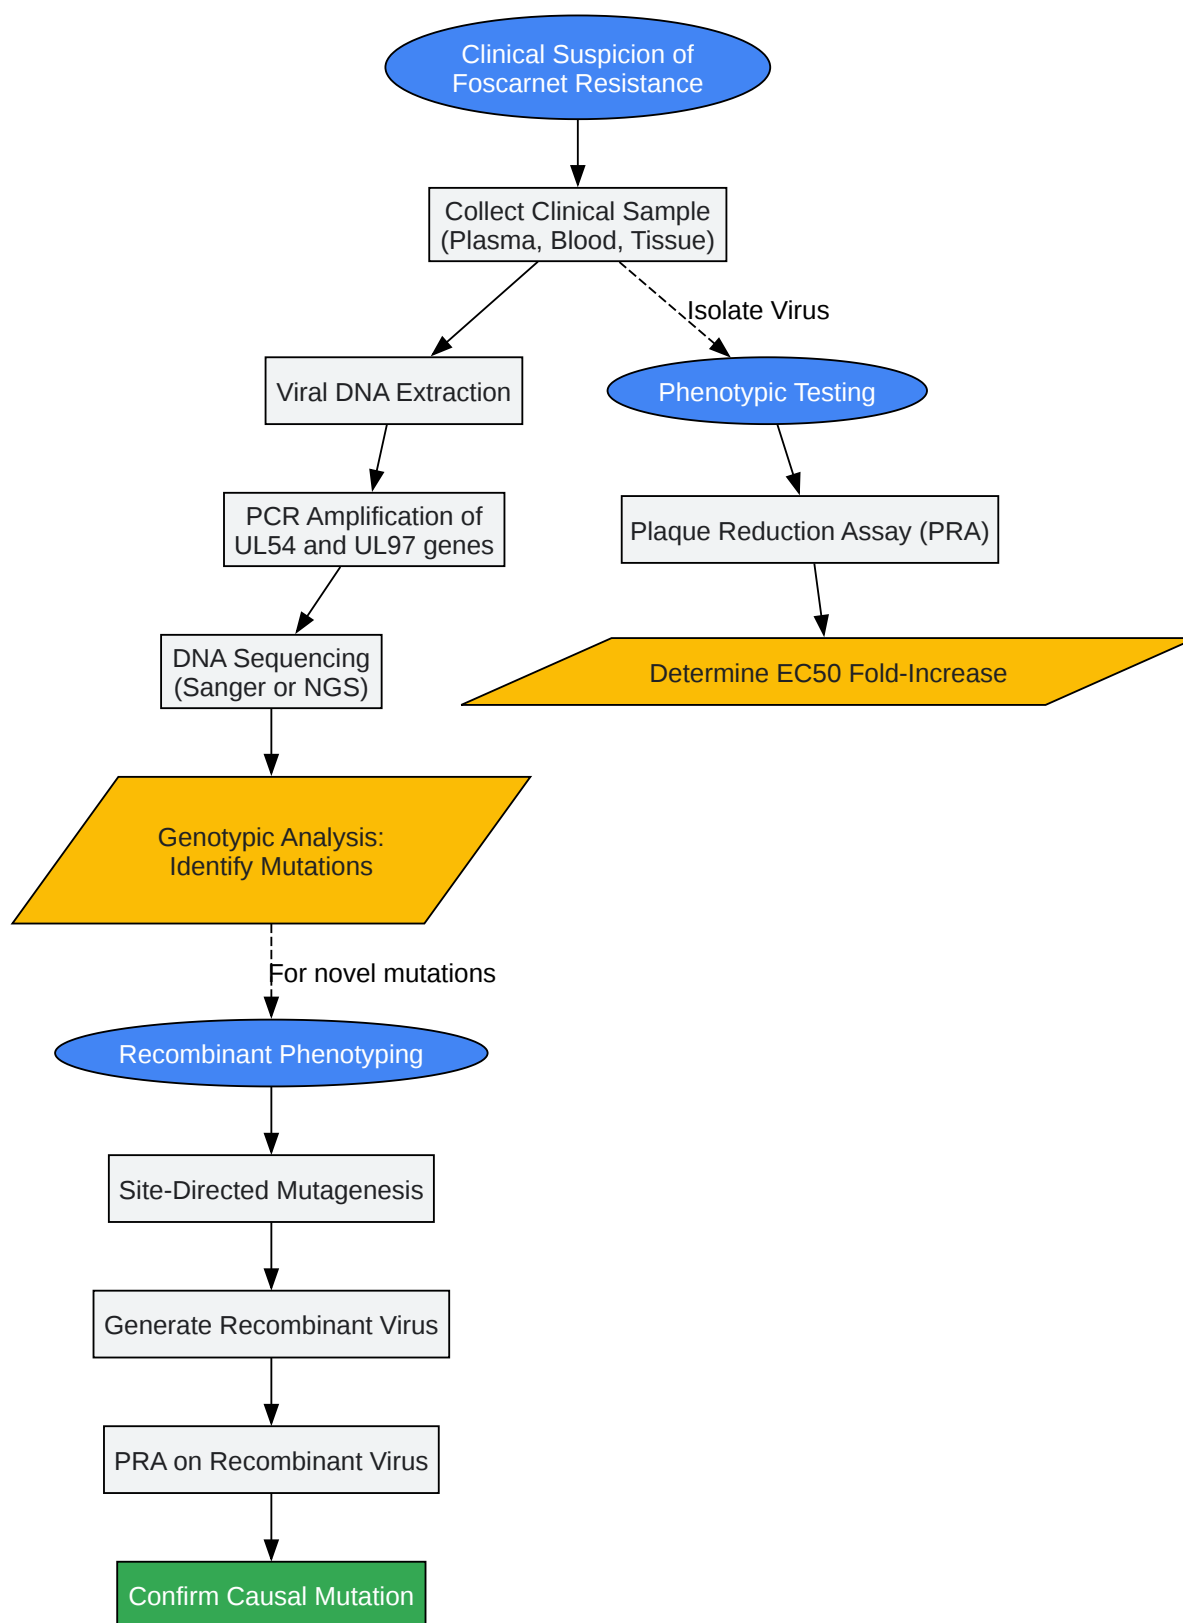 Clinical Suspicion of
Foscarnet Resistance
Collect Clinical Sample
(Plasma, Blood, Tissue)
Isolate Virus
Viral DNA Extraction
Phenotypic Testing
PCR Amplification of
UL54 and UL97 genes
Plaque Reduction Assay (PRA)
DNA Sequencing
(Sanger or NGS)
Determine EC50 Fold-Increase
Genotypic Analysis:
Identify Mutations
For novel mutations
Recombinant Phenotyping
Site-Directed Mutagenesis
Generate Recombinant Virus
PRA on Recombinant Virus
Confirm Causal Mutation